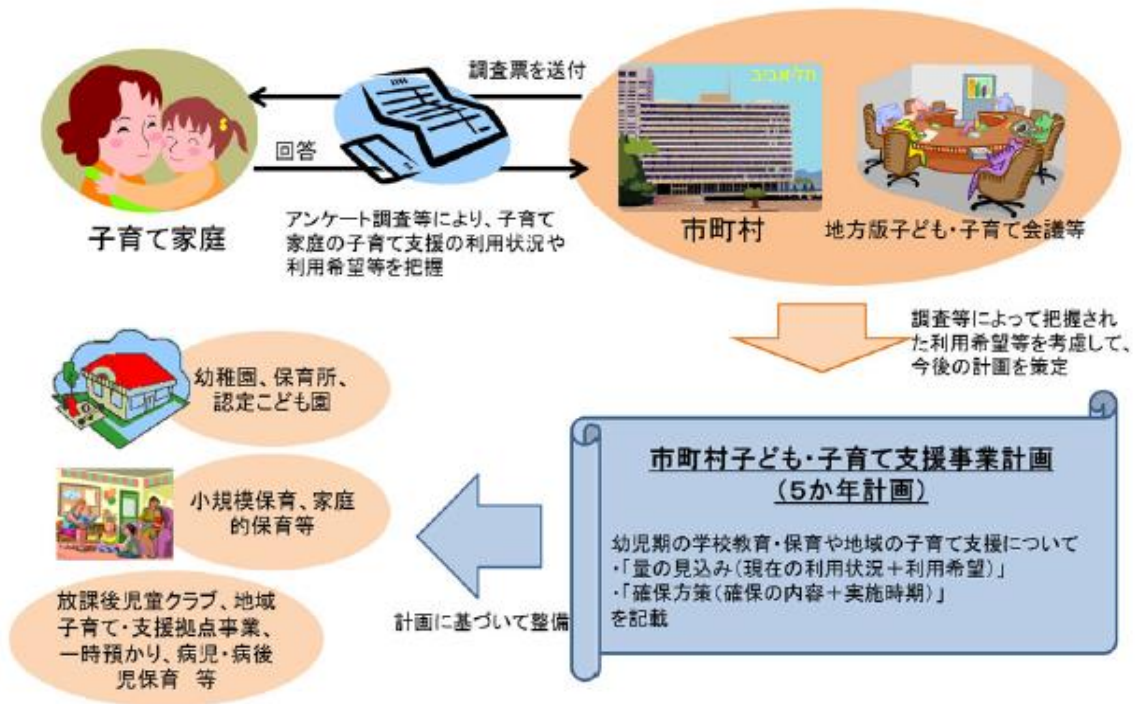 調査票を送付
回答
アンケート調査等により、子育て
家庭の子育て支援の利用状況や
利用希望等を把握
子育て家庭
תל-אביב
市町村
地方版子ども・子育て会議等
調査等によって把握され
た利用希望等を考慮して、
今後の計画を策定
市町村子ども・子育て支援事業計画
(5か年計画)
幼児期の学校教育・保育や地域の子育て支援について
・「量の見込み(現在の利用状況+利用希望)」
・「確保方策(確保の内容+実施時期)」
を記載
計画に基づいて整備
幼稚園、保育所、
認定こども園
小規模保育、家庭
的保育等
放課後児童クラブ、地域
子育て・支援拠点事業、
一時預かり、病児・病後
児保育 等